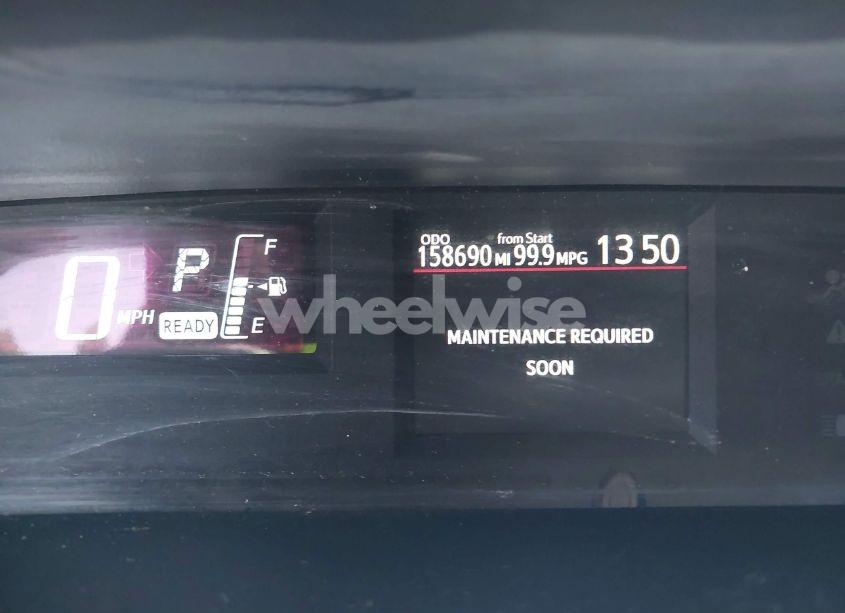 0 MPH
P
READY
F
E
ODO from Start
158690 MI 99.9 MPG 13 50
MAINTENANCE REQUIRED
SOON
wheelwise